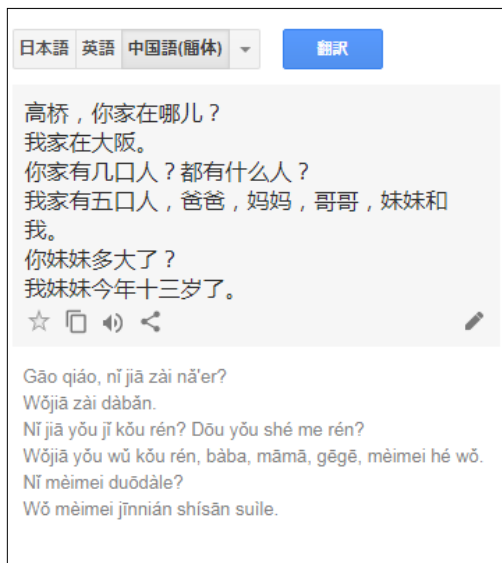 日本語 英語 中国語(簡体) 翻訳
高桥，你家在哪儿？
我家在大阪。
你家有几口人？都有什么人？
我家有五口人，爸爸，妈妈，哥哥，妹妹和
我。
你妹妹多大了？
我妹妹今年十三岁了。
Gāo qiáo, nǐ jiā zài nǎ'er?
Wǒjiā zài dàbǎn.
Nǐ jiā yǒu jǐ kǒu rén? Dōu yǒu shé me rén?
Wǒjiā yǒu wǔ kǒu rén, bàba, māmā, gēgē, mèimei hé wǒ.
Nǐ mèimei duōdàle?
Wǒ mèimei jīnnián shísān suìle.